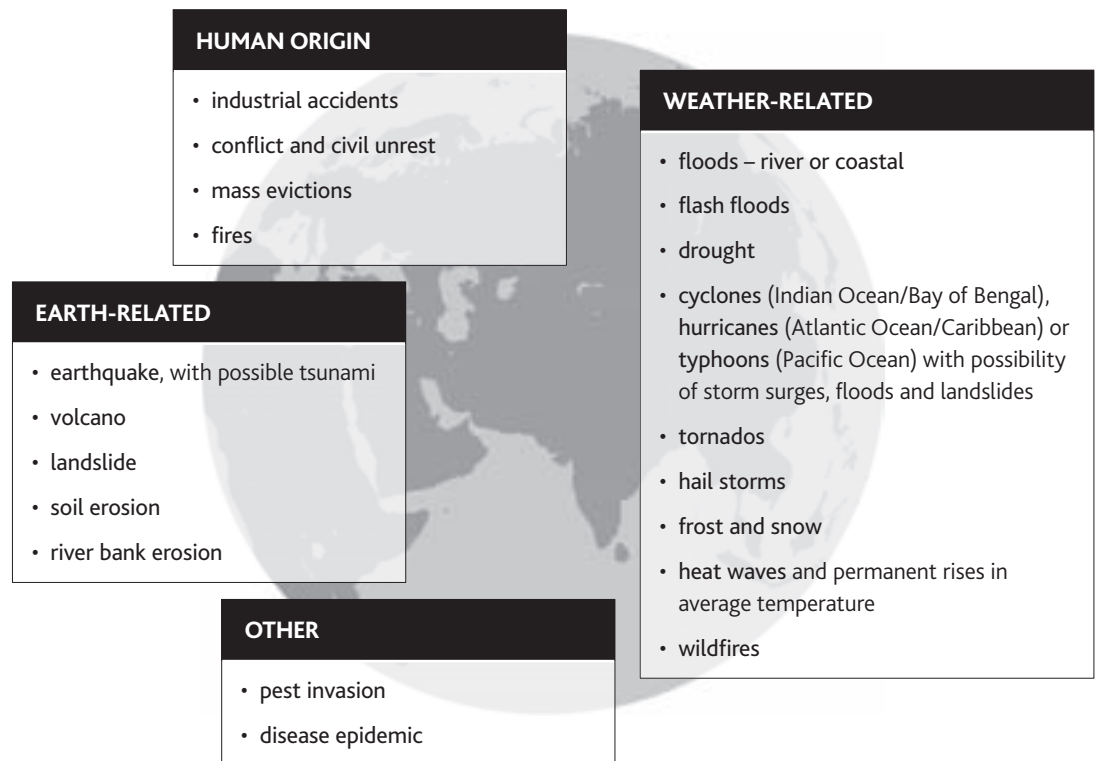 HUMAN ORIGIN
• industrial accidents
• conflict and civil unrest
• mass evictions
• fires
WEATHER-RELATED
• floods – river or coastal
• flash floods
• drought
• cyclones (Indian Ocean/Bay of Bengal),
hurricanes (Atlantic Ocean/Caribbean) or
typhoons (Pacific Ocean) with possibility
of storm surges, floods and landslides
• tornados
• hail storms
• frost and snow
• heat waves and permanent rises in
average temperature
• wildfires
EARTH-RELATED
• earthquake, with possible tsunami
• volcano
• landslide
• soil erosion
• river bank erosion
OTHER
• pest invasion
• disease epidemic